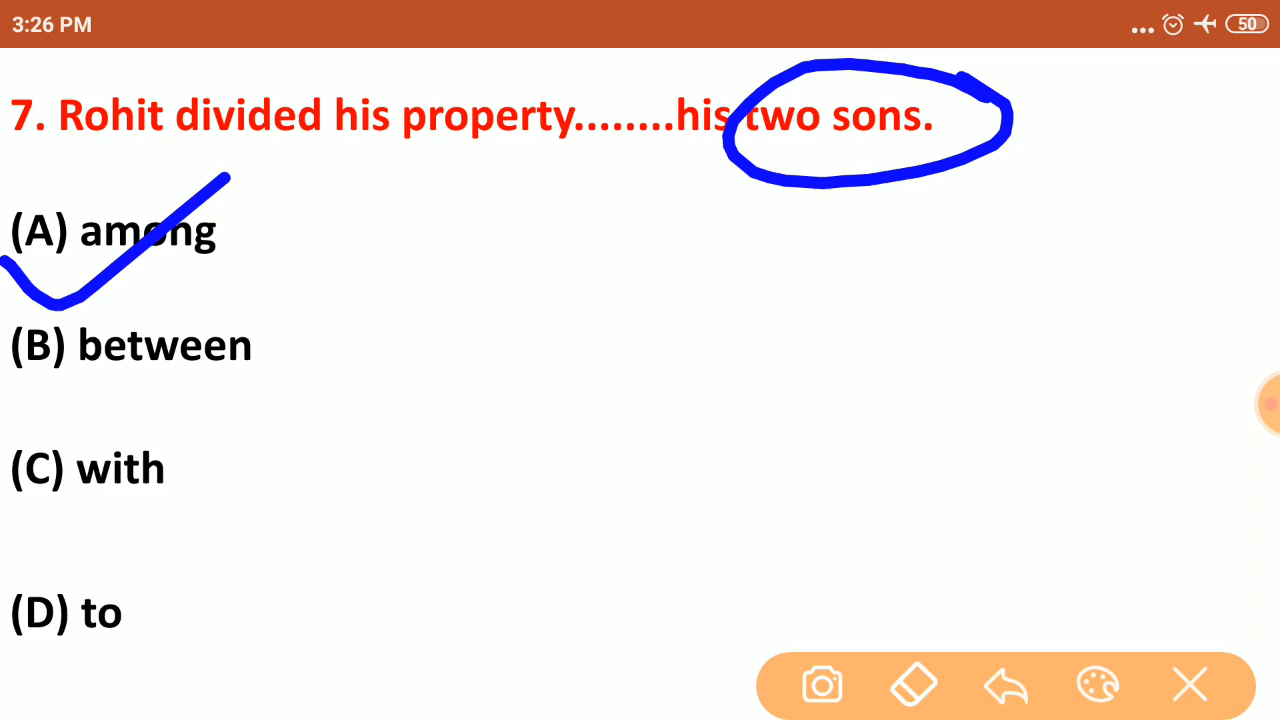 3:26 PM
50
7. Rohit divided his property........his two sons.
(A) among
(B) between
(C) with
(D) to